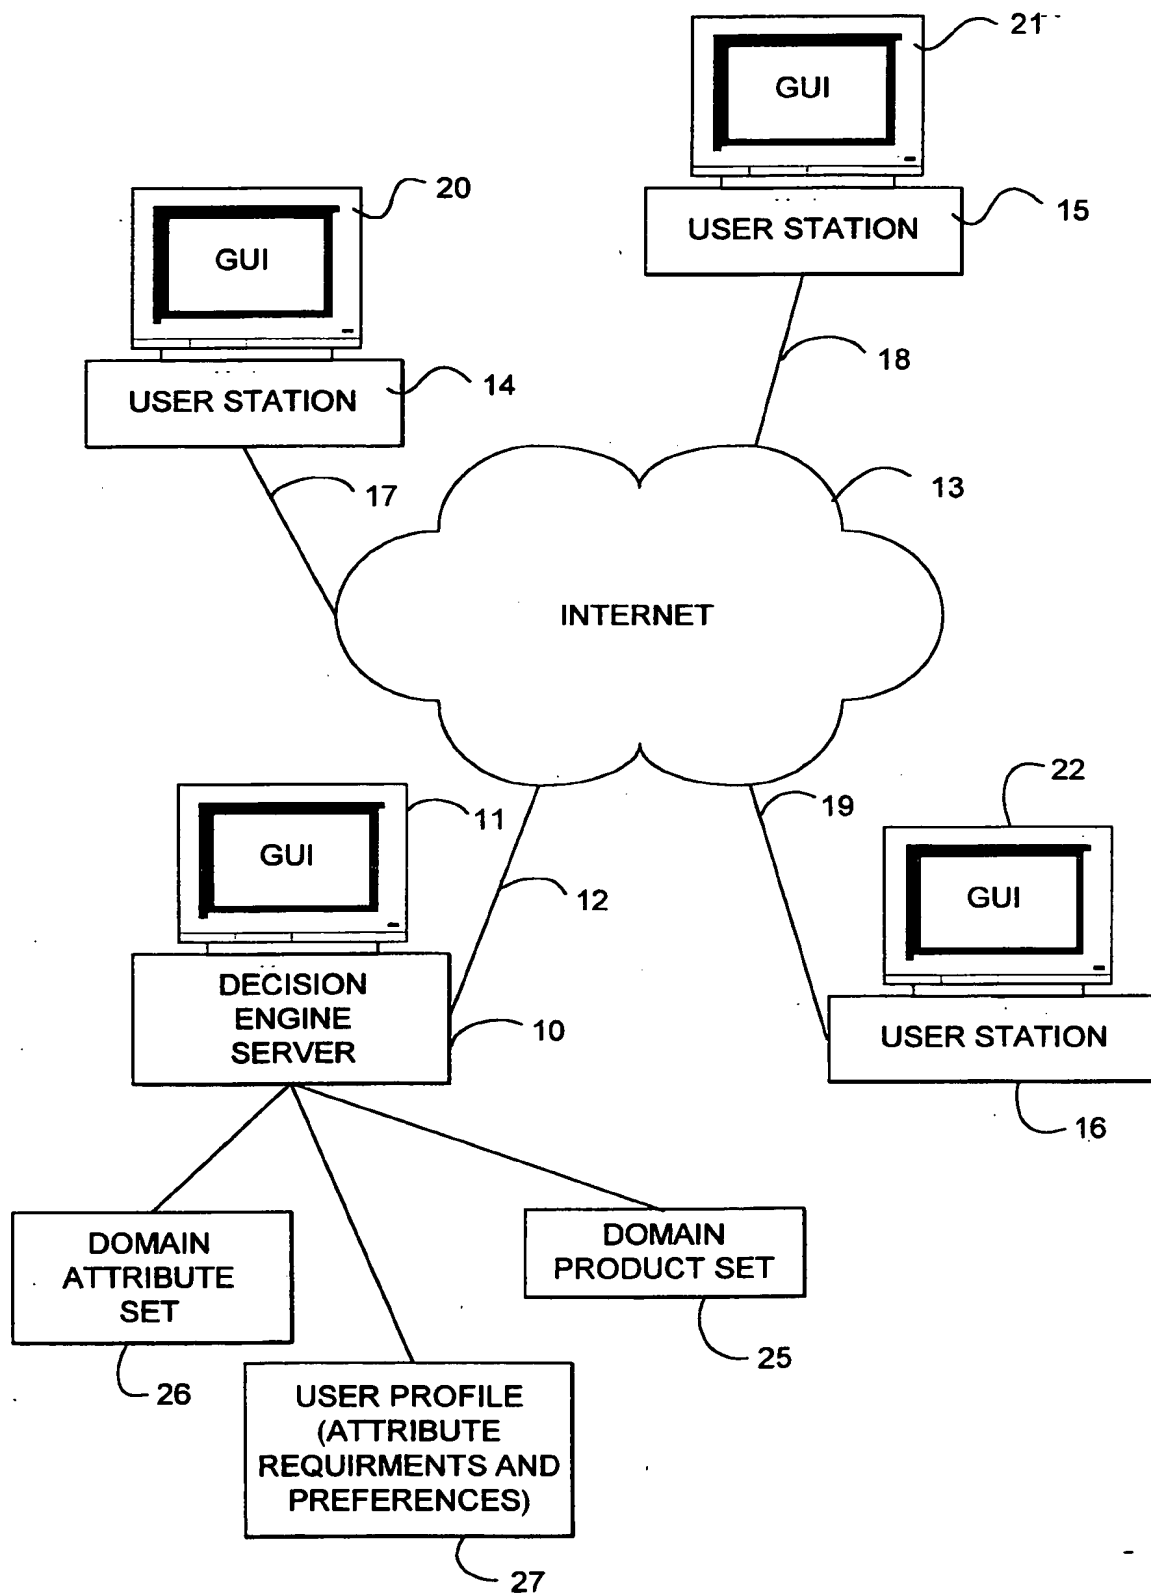 21
GUI
15
USER STATION
20
GUI
18
14
USER STATION
17
13
INTERNET
22
19
11
GUI
12
GUI
DECISION
ENGINE
SERVER
10
USER STATION
16
DOMAIN
ATTRIBUTE
SET
DOMAIN
PRODUCT SET
25
26
USER PROFILE
(ATTRIBUTE
REQUIRMENTS AND
PREFERENCES)
27